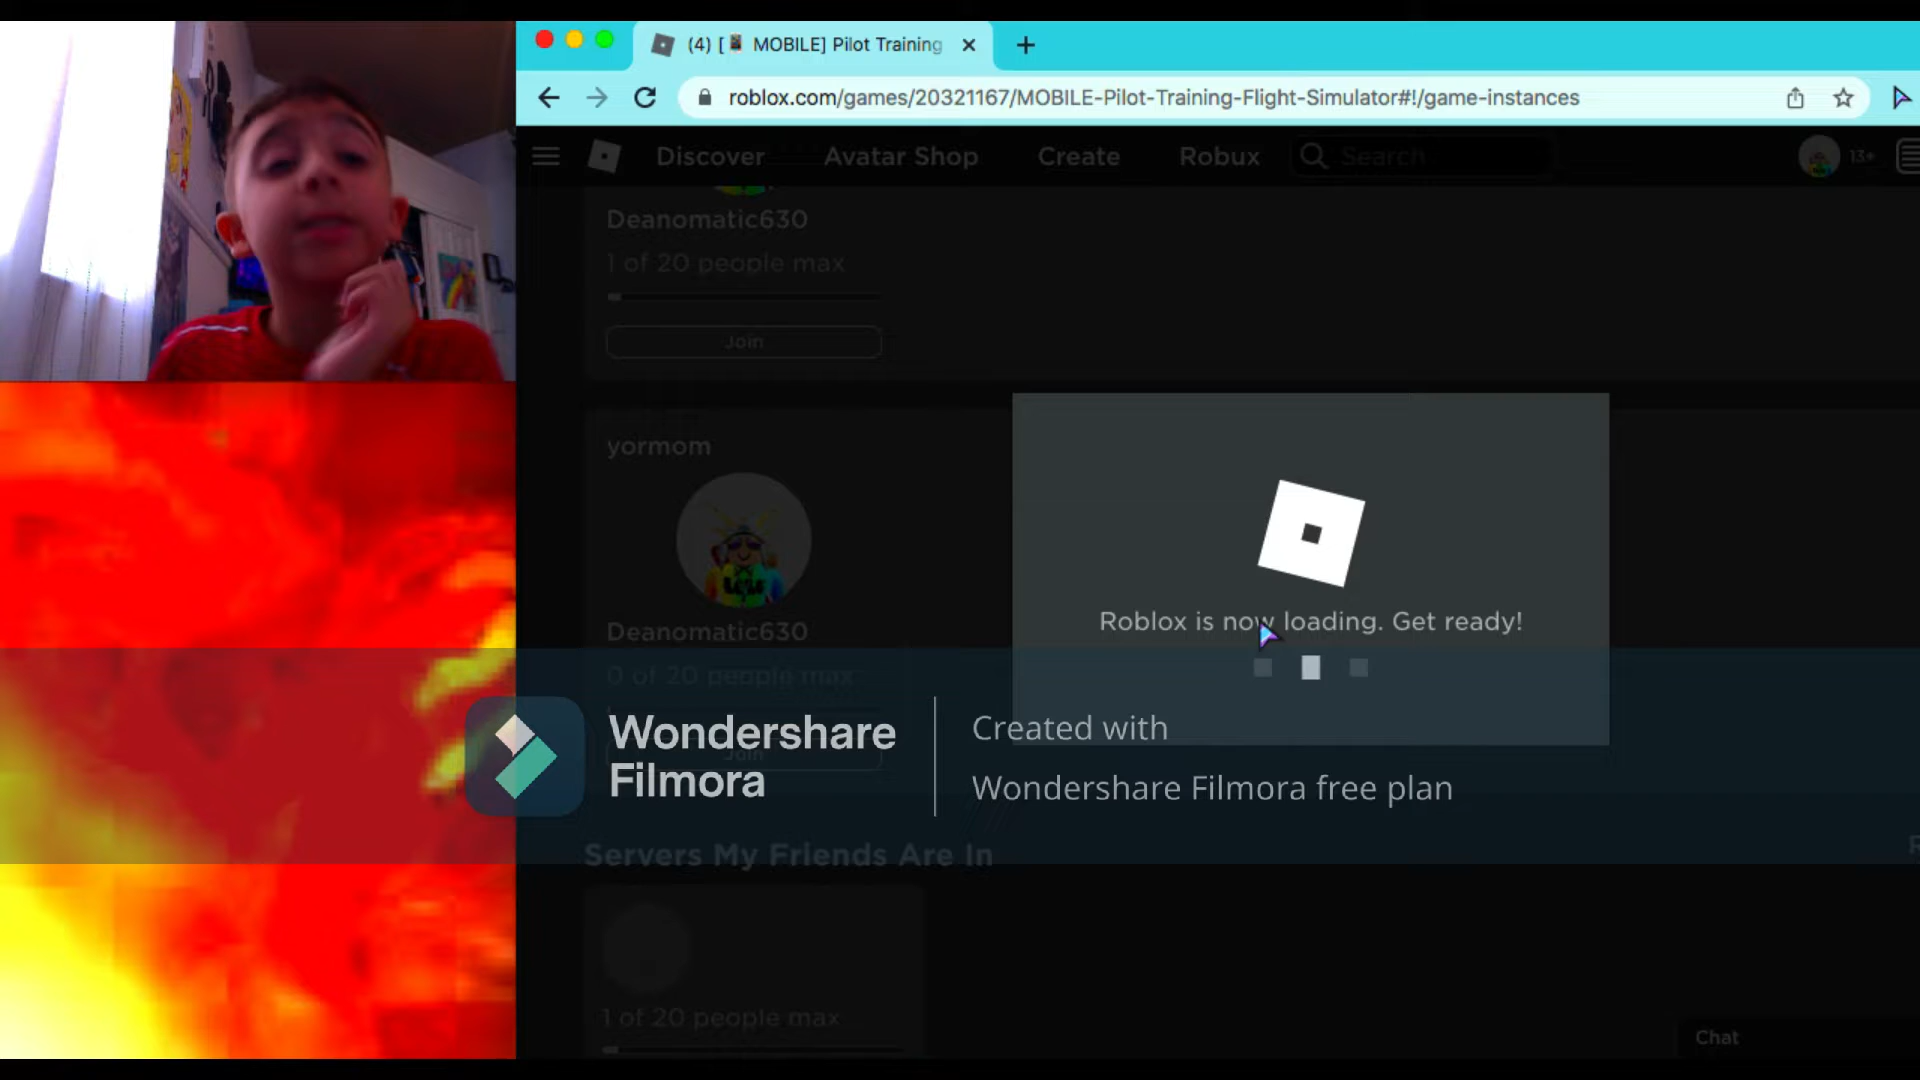 (4) [ MOBILE] Pilot Training
roblox.com/games/20321167/MOBILE-Pilot-Training-Flight-Simulator#!/game-instances
Discover Avatar Shop Create Robux Search 13+
Deanomatic630
1 of 20 people max
Join
yormom
Deanomatic630
0 of 20 people max
Join
Roblox is now loading. Get ready!
Wondershare
Filmora
Created with
Wondershare Filmora free plan
Servers My Friends Are In
1 of 20 people max
Chat